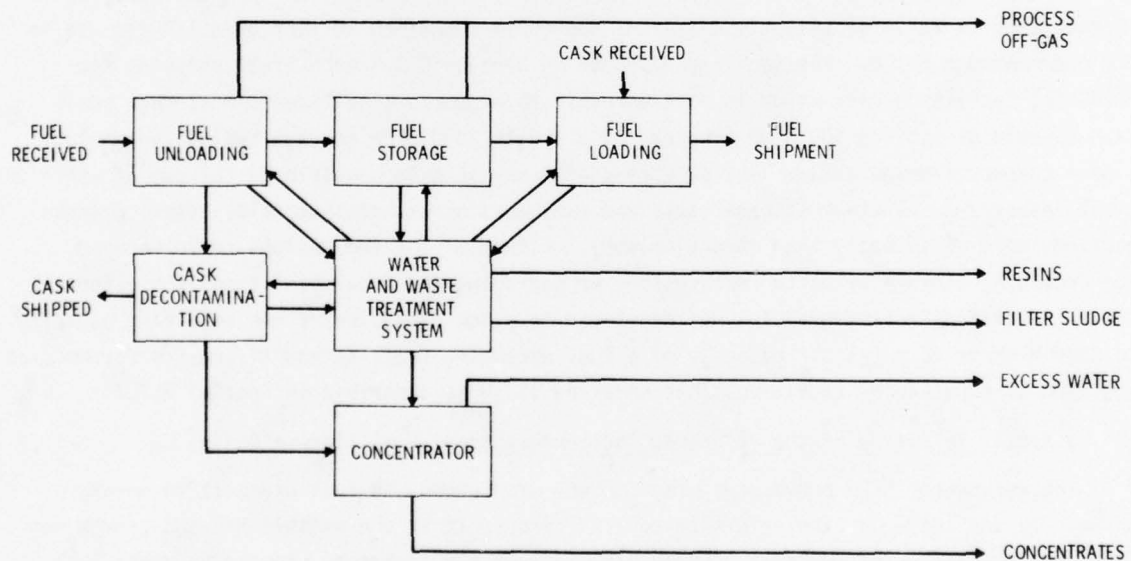 PROCESS
OFF-GAS
CASK RECEIVED
FUEL
RECEIVED
FUEL
UNLOADING
FUEL
STORAGE
FUEL
LOADING
FUEL
SHIPMENT
CASK
SHIPPED
CASK
DECONTAMINA-
TION
WATER
AND WASTE
TREATMENT
SYSTEM
RESINS
FILTER SLUDGE
EXCESS WATER
CONCENTRATOR
CONCENTRATES